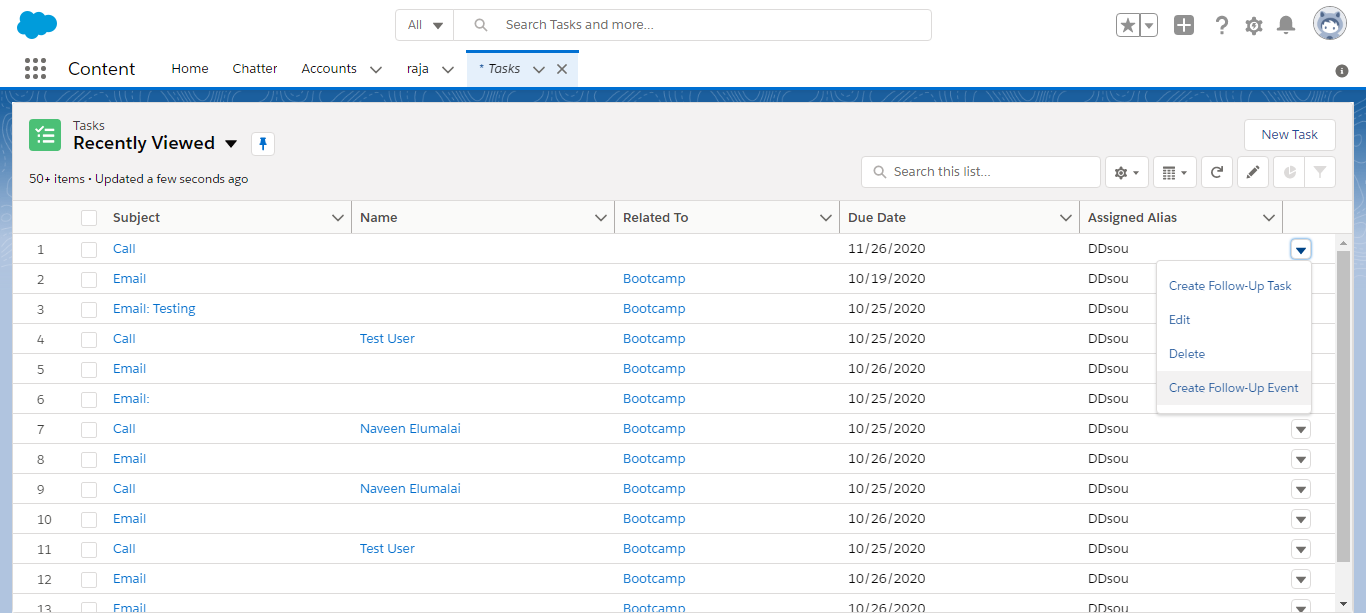 All Search Tasks and more...
Content Home Chatter Accounts raja * Tasks
Tasks
Recently Viewed
New Task
50+ items • Updated a few seconds ago
Search this list...
Subject Name Related To Due Date Assigned Alias
1 Call 11/26/2020 DDsou
2 Email Bootcamp 10/19/2020 DDsou
3 Email: Testing Bootcamp 10/25/2020 DDsou
4 Call Test User Bootcamp 10/25/2020 DDsou
5 Email Bootcamp 10/26/2020 DDsou
6 Email: Bootcamp 10/25/2020 DDsou
7 Call Naveen Elumalai Bootcamp 10/25/2020 DDsou
8 Email Bootcamp 10/26/2020 DDsou
9 Call Naveen Elumalai Bootcamp 10/25/2020 DDsou
10 Email Bootcamp 10/26/2020 DDsou
11 Call Test User Bootcamp 10/25/2020 DDsou
12 Email Bootcamp 10/26/2020 DDsou
13 Email Bootcamp 10/26/2020 DDsou
Create Follow-Up Task
Edit
Delete
Create Follow-Up Event